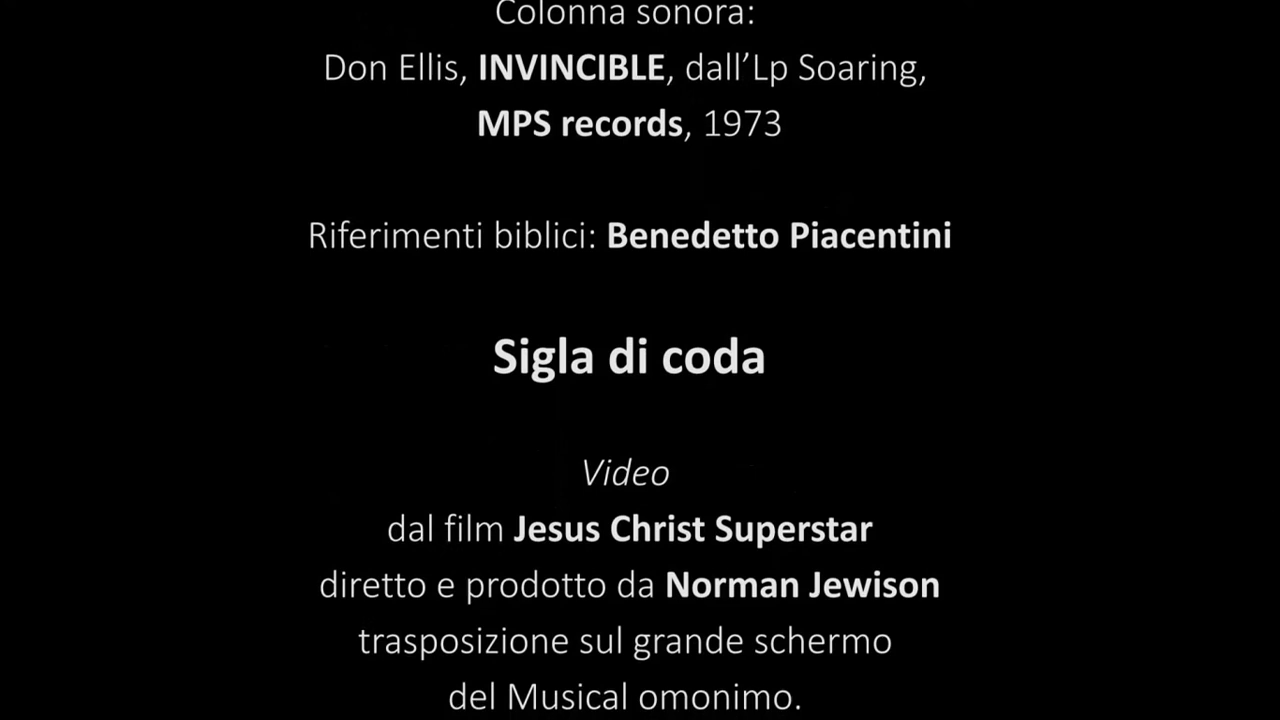 Colonna sonora:
Don Ellis, INVINCIBLE, dall’Lp Soaring,
MPS records, 1973
Riferimenti biblici: Benedetto Piacentini
Sigla di coda
Video
dal film Jesus Christ Superstar
diretto e prodotto da Norman Jewison
trasposizione sul grande schermo
del Musical omonimo.